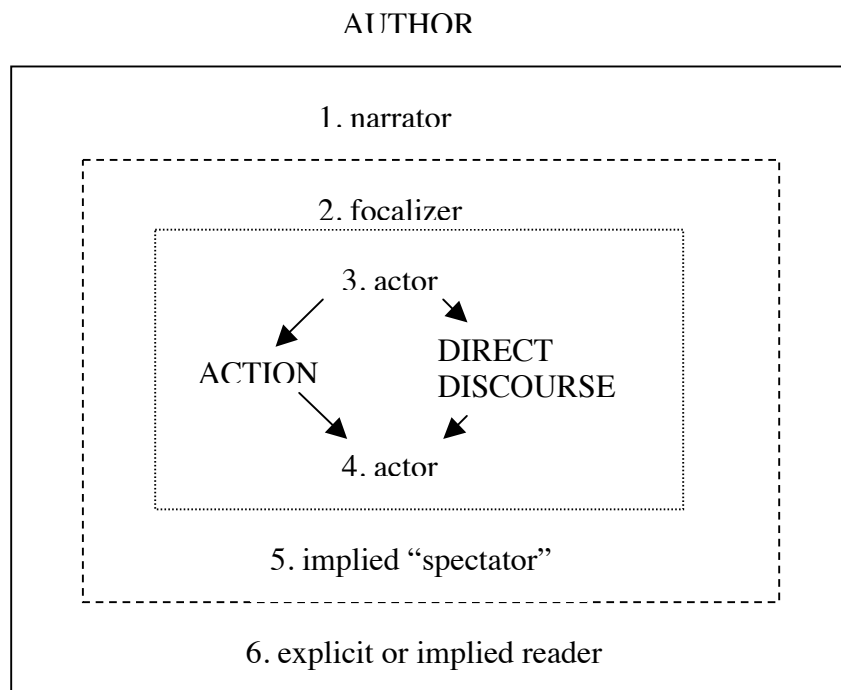 AUTHOR
1. narrator
2. focalizer
3. actor
ACTION
DIRECT
DISCOURSE
4. actor
5. implied “spectator”
6. explicit or implied reader